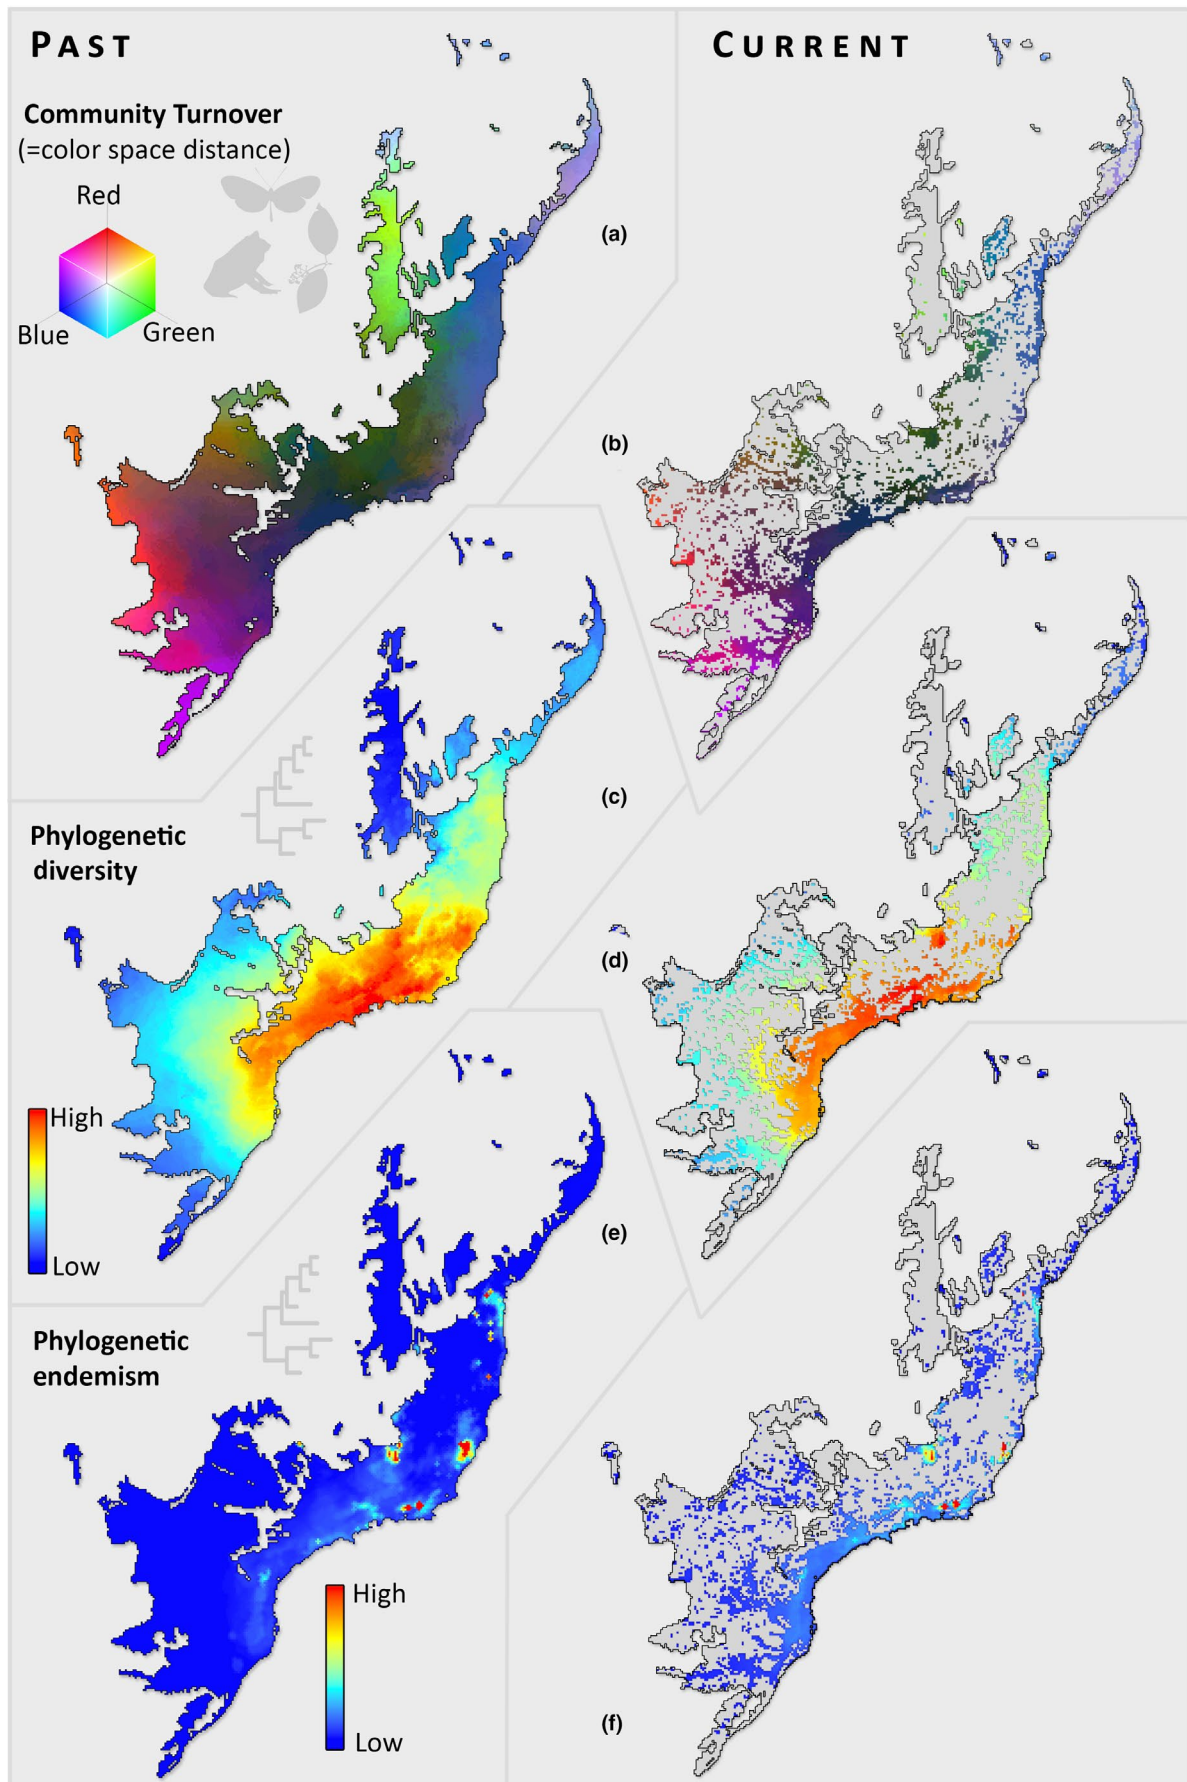 PAST
CURRENT
Community Turnover
(=color space distance)
Red
Blue
Green
(a)
(b)
(c)
Phylogenetic
diversity
(d)
High
Low
(e)
Phylogenetic
endemism
High
Low
(f)